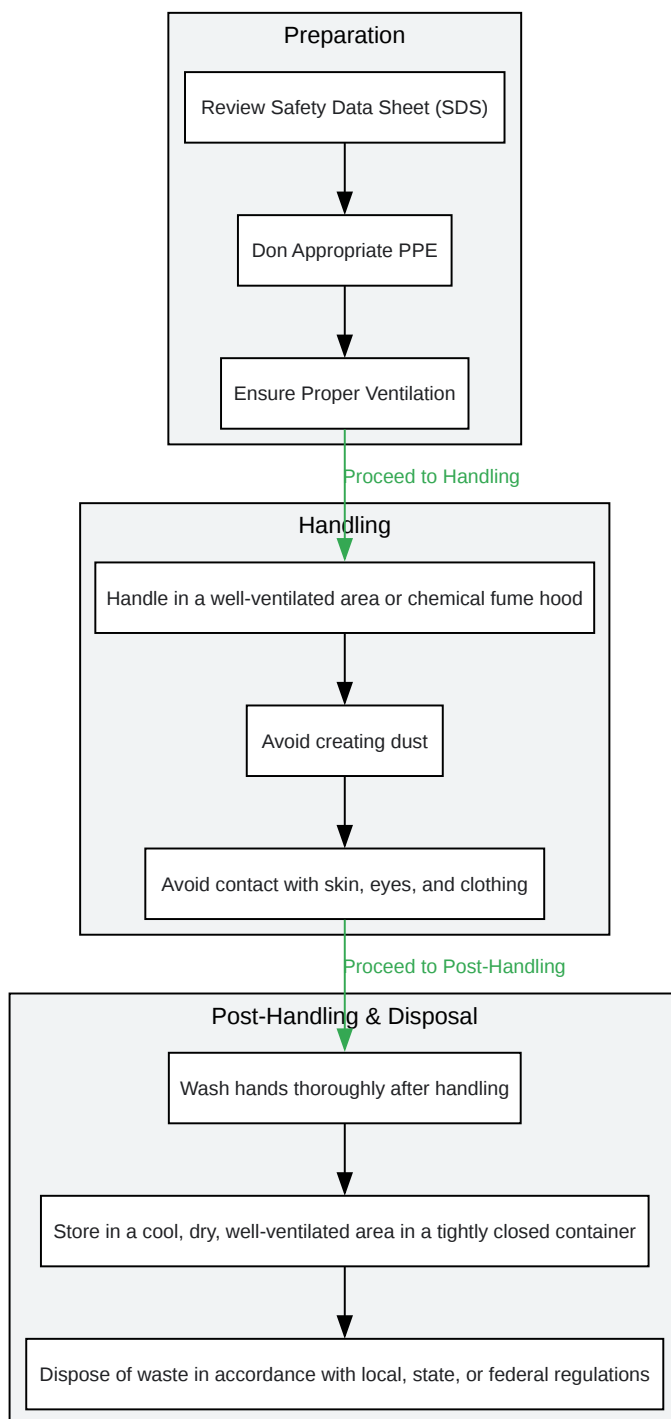 Preparation
Review Safety Data Sheet (SDS)
Don Appropriate PPE
Ensure Proper Ventilation
Proceed to Handling
Handling
Handle in a well-ventilated area or chemical fume hood
Avoid creating dust
Avoid contact with skin, eyes, and clothing
Proceed to Post-Handling
Post-Handling & Disposal
Wash hands thoroughly after handling
Store in a cool, dry, well-ventilated area in a tightly closed container
Dispose of waste in accordance with local, state, or federal regulations